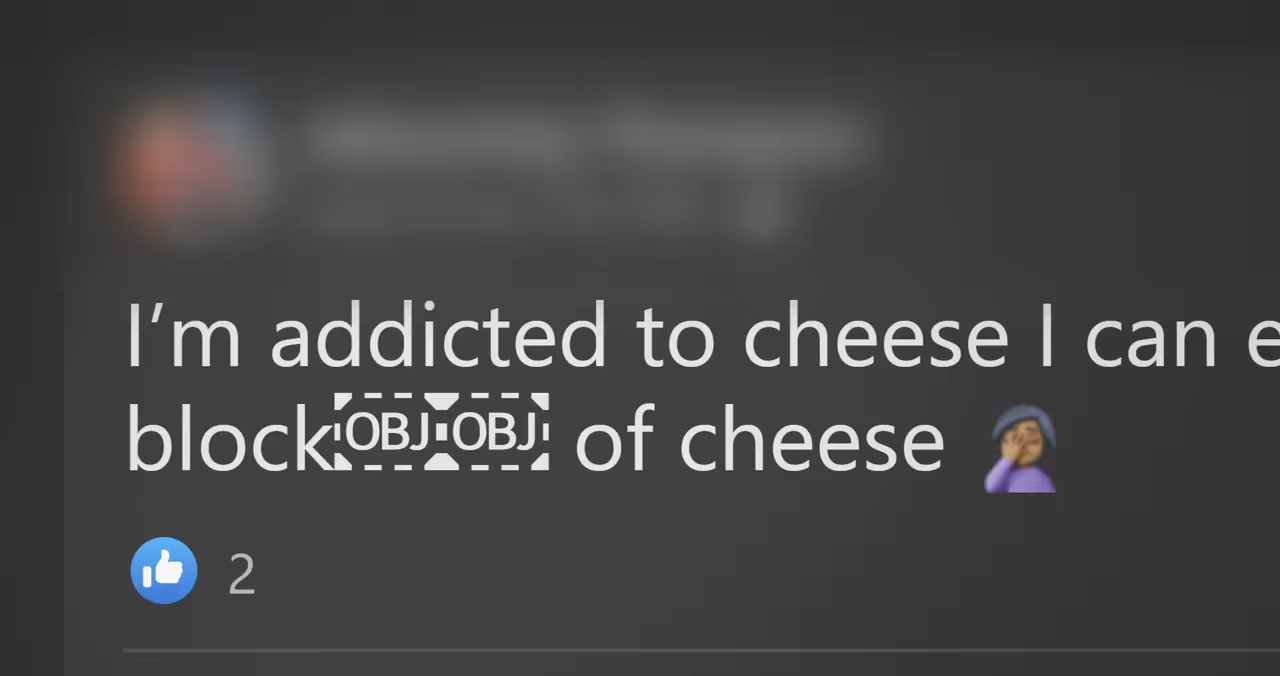 I’m addicted to cheese I can e
block￼￼ of cheese 🤦🏾‍♀️
2